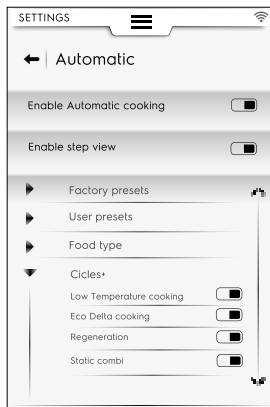 SETTINGS
Automatic
Enable Automatic cooking
Enable step view
Factory presets
User presets
Food type
Cicles+
Low Temperature cooking
Eco Delta cooking
Regeneration
Static combi